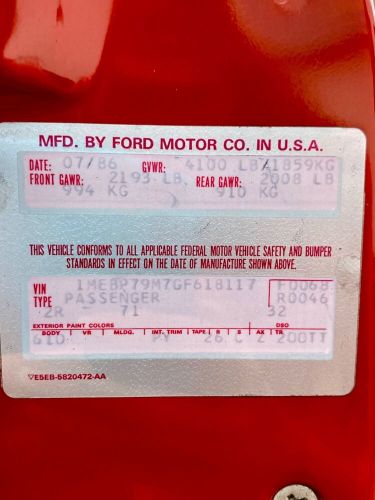 MFD. BY FORD MOTOR CO. IN U.S.A.
DATE: 07/86 GVWR: 4100 LB/1859KG
FRONT GAWR: 2193 LB REAR GAWR: 2008 LB
994 KG 910 KG
THIS VEHICLE CONFORMS TO ALL APPLICABLE FEDERAL MOTOR VEHICLE SAFETY AND BUMPER
STANDARDS IN EFFECT ON THE DATE OF MANUFACTURE SHOWN ABOVE.
VIN 1MEBP79M7GF618117 F0068
TYPE PASSENGER R0046
2R 71 32
EXTERIOR PAINT COLORS DSO
BODY VR MLDG. INT. TRIM TAPE R S AX TR
61D PY 26 C Z 200TT
E5EB-5820472-AA